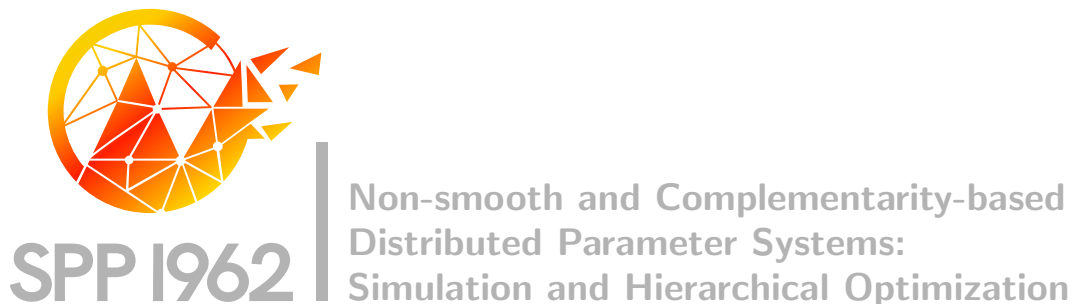 SPP 1962
Non-smooth and Complementarity-based
Distributed Parameter Systems:
Simulation and Hierarchical Optimization